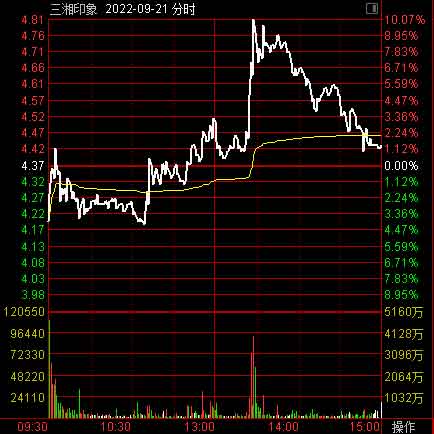 三湘印象 2022-09-21 分时
4.81 10.07%
4.76 8.95%
4.71 7.83%
4.66 6.71%
4.61 5.59%
4.57 4.47%
4.52 3.36%
4.47 2.24%
4.42 1.12%
4.37 0.00%
4.32 1.12%
4.27 2.24%
4.22 3.36%
4.17 4.47%
4.13 5.59%
4.08 6.71%
4.03 7.83%
3.98 8.95%
120550 5160万
96440 4128万
72330 3096万
48220 2064万
24110 1032万
09:30 10:30 13:00 14:00 15:00 操作